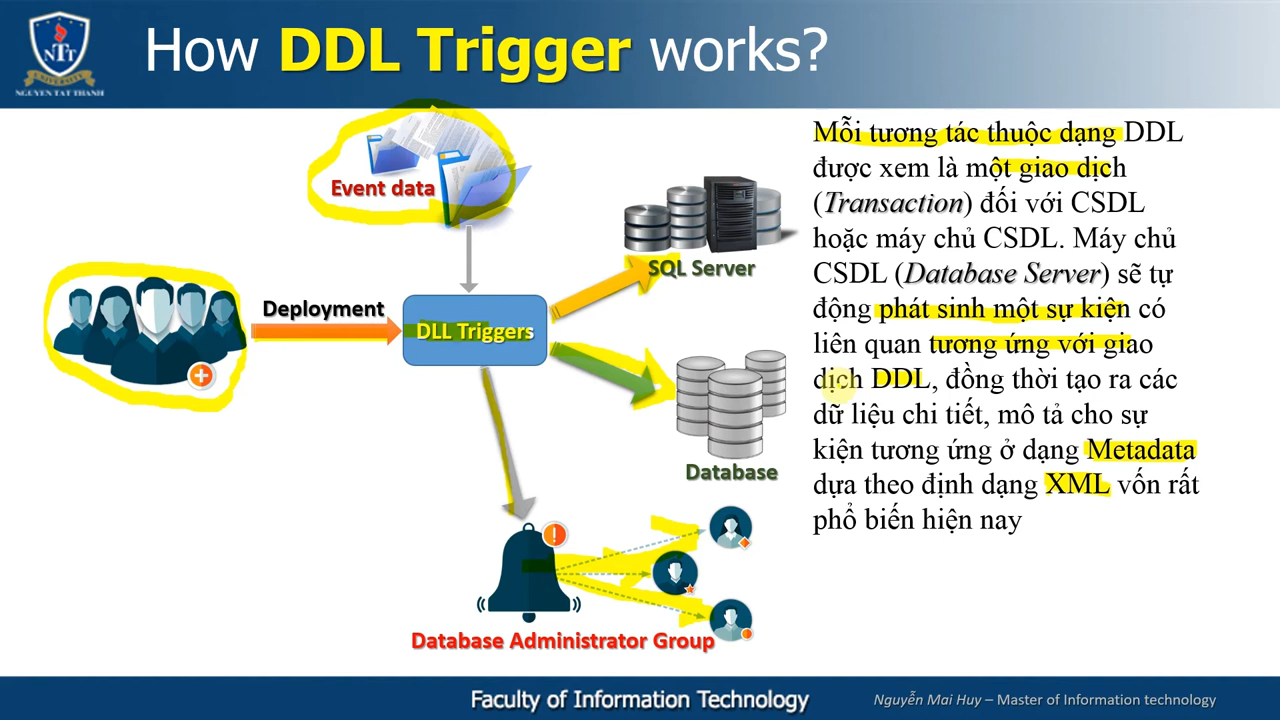 How DDL Trigger works?
NTT
UNIVERSITY
NGUYEN TAT THANH
Event data
Deployment
DLL Triggers
SQL Server
Database
Database Administrator Group
Mỗi tương tác thuộc dạng DDL
được xem là một giao dịch
(Transaction) đối với CSDL
hoặc máy chủ CSDL. Máy chủ
CSDL (Database Server) sẽ tự
động phát sinh một sự kiện có
liên quan tương ứng với giao
dịch DDL, đồng thời tạo ra các
dữ liệu chi tiết, mô tả cho sự
kiện tương ứng ở dạng Metadata
dựa theo định dạng XML vốn rất
phổ biến hiện nay
Faculty of Information Technology
Nguyễn Mai Huy – Master of Information technology